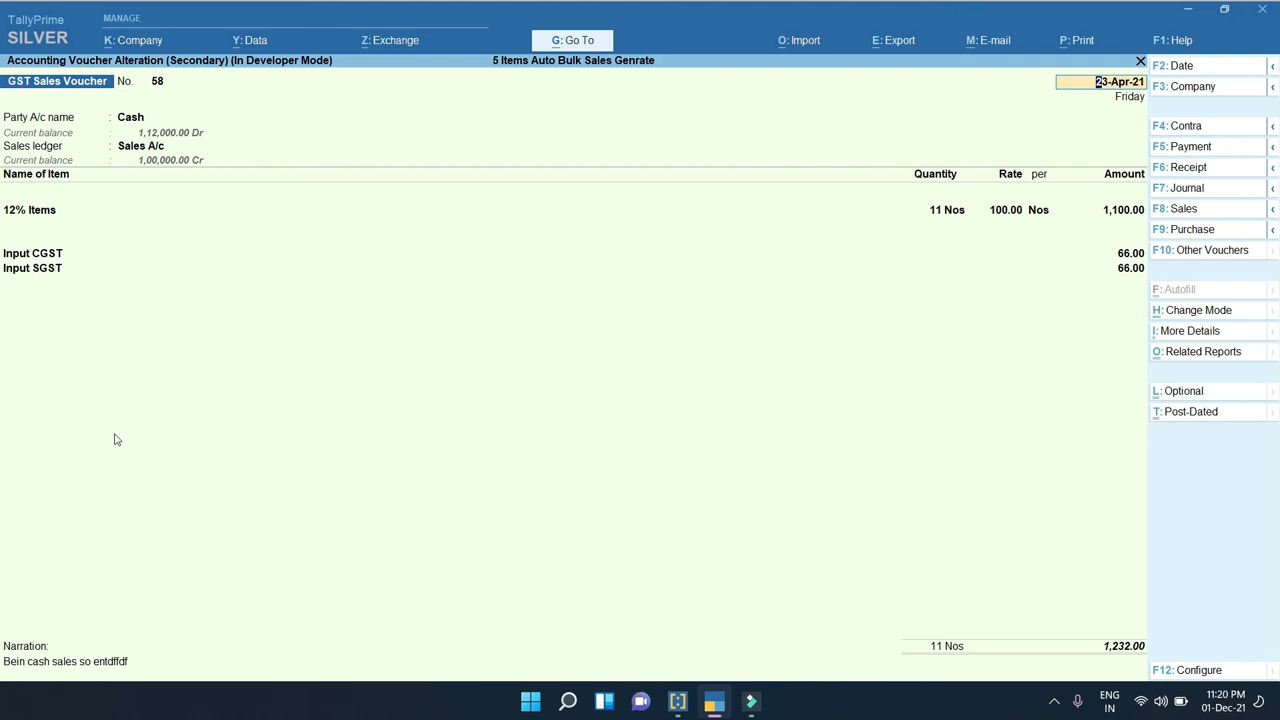 TallyPrime
SILVER
MANAGE
K: Company
Y: Data
Z: Exchange
G: Go To
O: Import
E: Export
M: E-mail
P: Print
F1: Help
Accounting Voucher Alteration (Secondary) (In Developer Mode)
5 Items Auto Bulk Sales Genrate
GST Sales Voucher No. 58
23-Apr-21
Friday
Party A/c name : Cash
Current balance : 1,12,000.00 Dr
Sales ledger : Sales A/c
Current balance : 1,00,000.00 Cr
Name of Item Quantity Rate per Amount
12% Items 11 Nos 100.00 Nos 1,100.00
Input CGST 66.00
Input SGST 66.00
Narration: 11 Nos 1,232.00
Bein cash sales so entdffdf
F2: Date
F3: Company
F4: Contra
F5: Payment
F6: Receipt
F7: Journal
F8: Sales
F9: Purchase
F10: Other Vouchers
F: Autofill
H: Change Mode
I: More Details
O: Related Reports
L: Optional
T: Post-Dated
F12: Configure
ENG
IN
11:20 PM
01-Dec-21